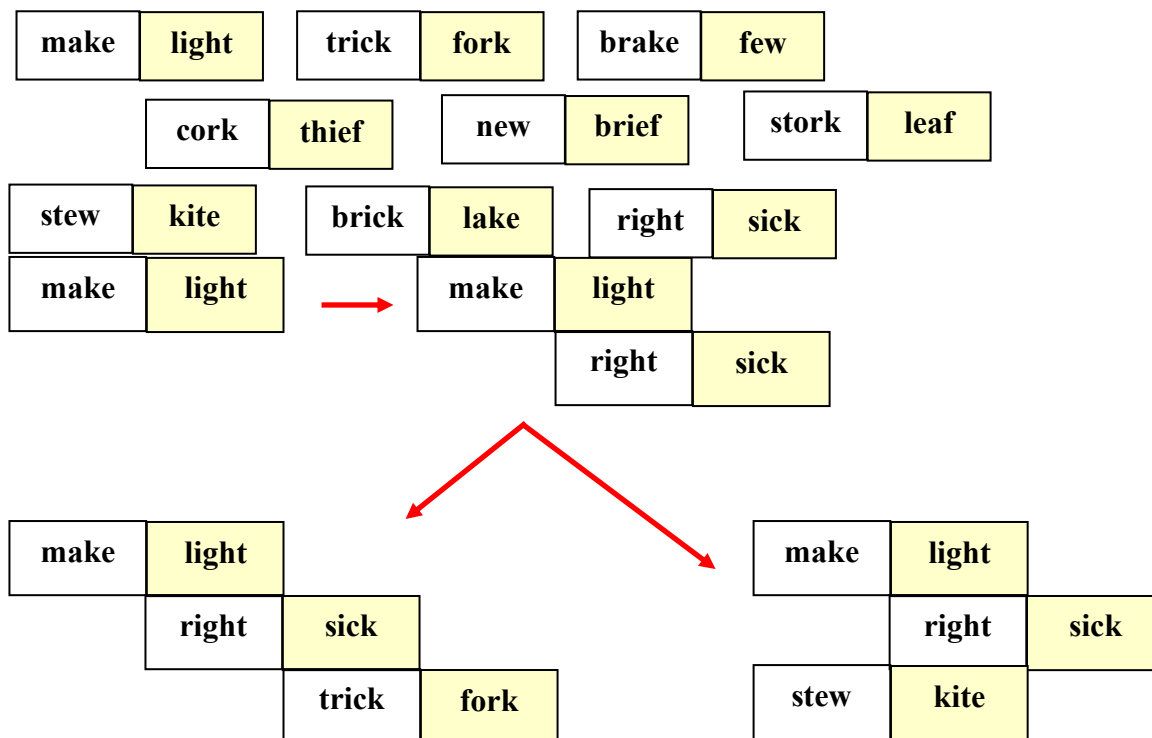 make light trick fork brake few
cork thief new brief stork leaf
stew kite brick lake right sick
make light make light
right sick
make light make light
right sick right sick
trick fork stew kite